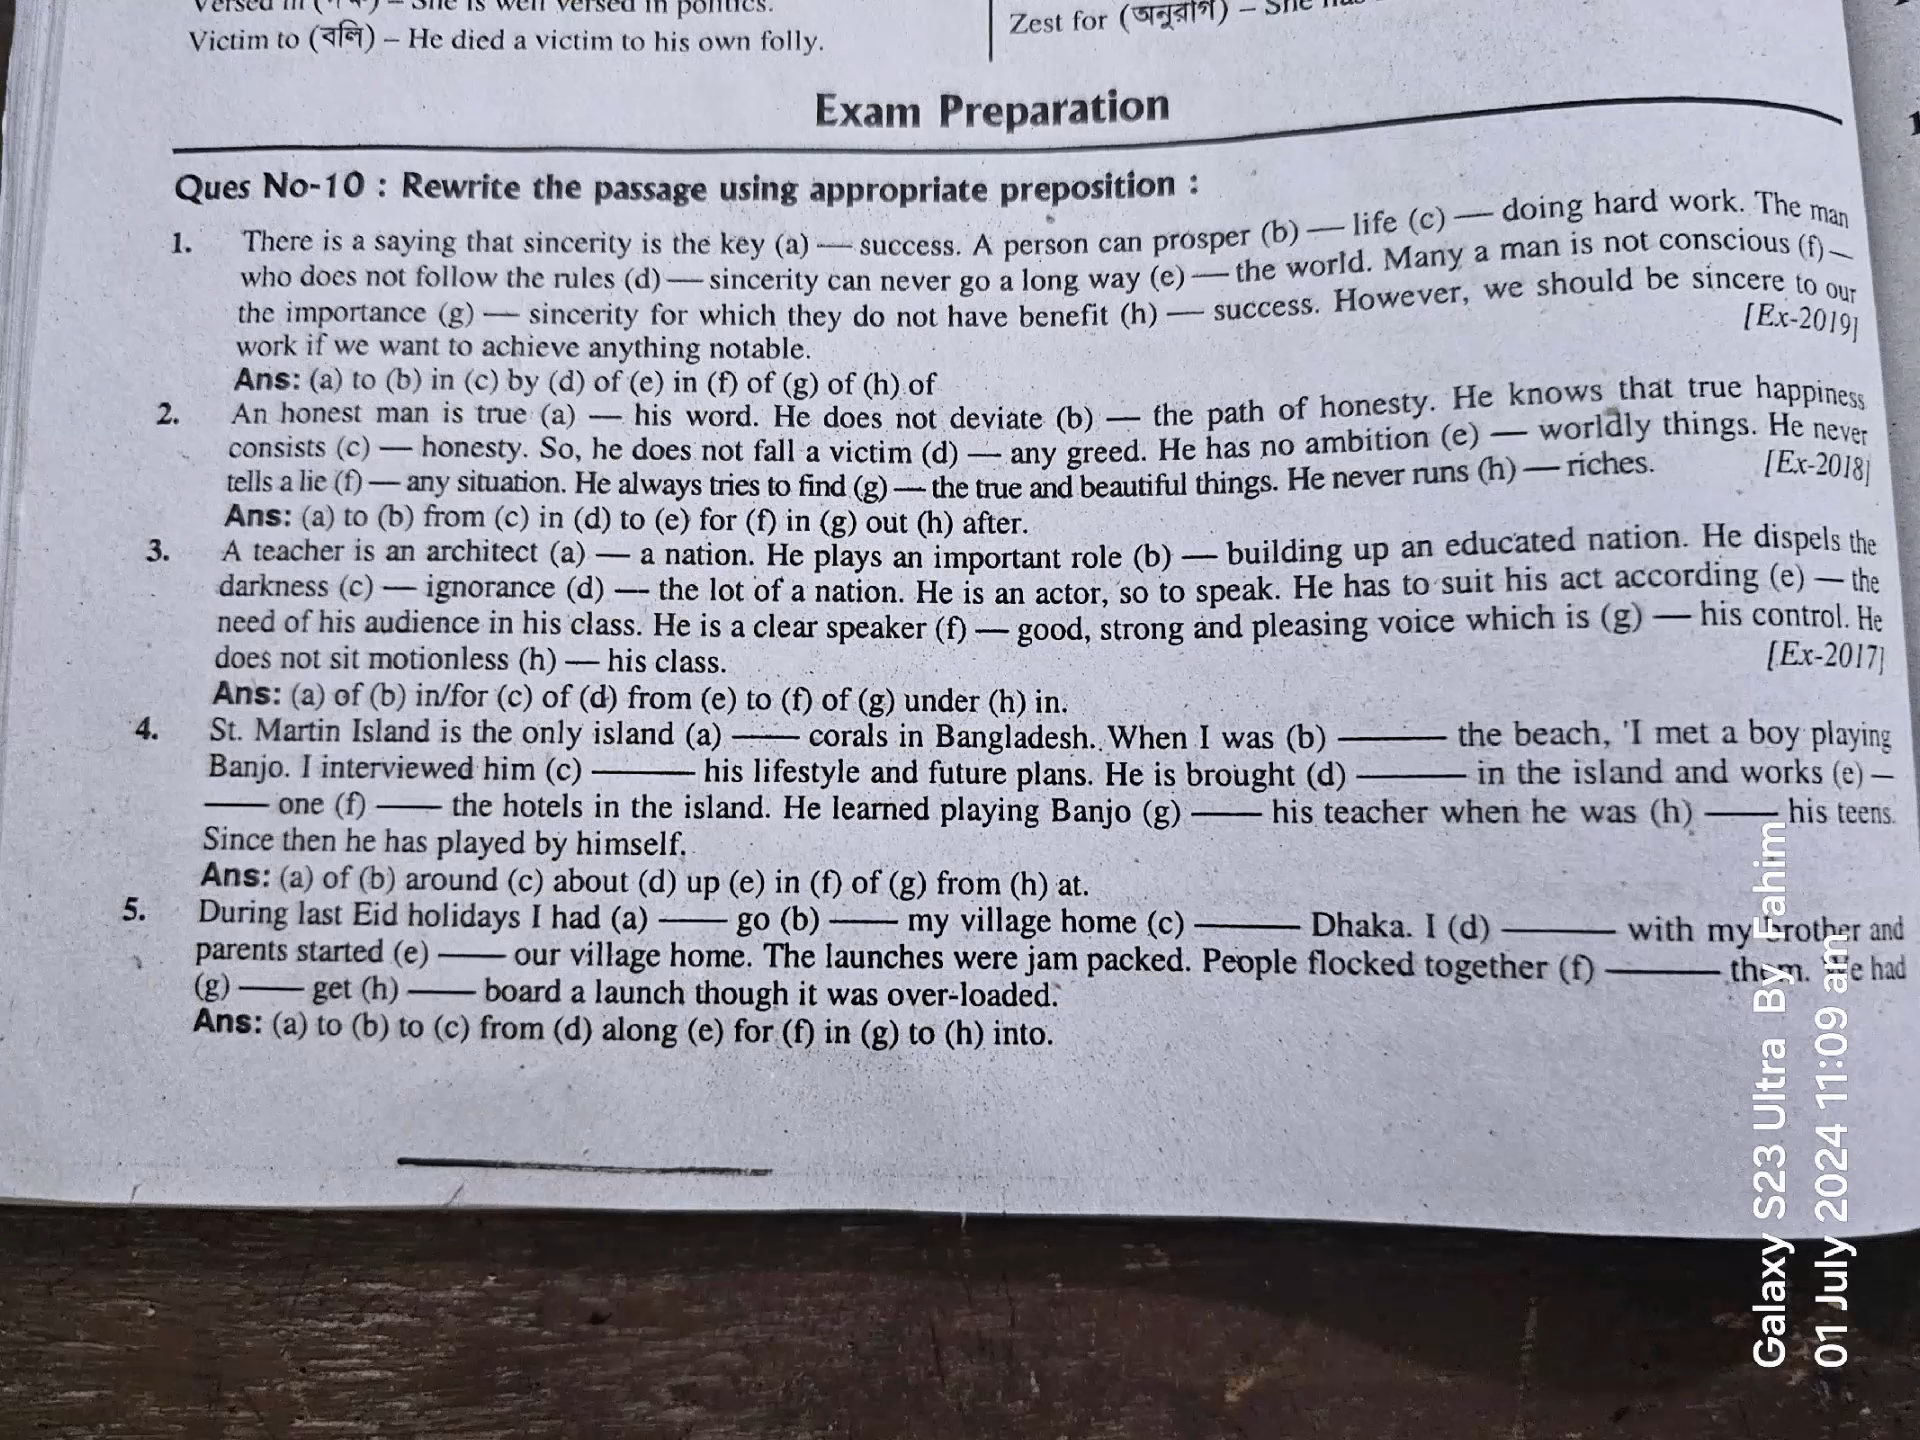 Victim to (বলি) – He died a victim to his own folly.
Zest for (অনুরাগ) – She
Exam Preparation
Ques No-10 : Rewrite the passage using appropriate preposition :
1. There is a saying that sincerity is the key (a) — success. A person can prosper (b) — life (c) — doing hard work. The man
who does not follow the rules (d) — sincerity can never go a long way (e) — the world. Many a man is not conscious (f) —
the importance (g) — sincerity for which they do not have benefit (h) — success. However, we should be sincere to our
work if we want to achieve anything notable. [Ex-2019]
Ans: (a) to (b) in (c) by (d) of (e) in (f) of (g) of (h) of
2. An honest man is true (a) — his word. He does not deviate (b) — the path of honesty. He knows that true happiness
consists (c) — honesty. So, he does not fall a victim (d) — any greed. He has no ambition (e) — worldly things. He never
tells a lie (f) — any situation. He always tries to find (g) — the true and beautiful things. He never runs (h) — riches. [Ex-2018]
Ans: (a) to (b) from (c) in (d) to (e) for (f) in (g) out (h) after.
3. A teacher is an architect (a) — a nation. He plays an important role (b) — building up an educated nation. He dispels the
darkness (c) — ignorance (d) — the lot of a nation. He is an actor, so to speak. He has to suit his act according (e) — the
need of his audience in his class. He is a clear speaker (f) — good, strong and pleasing voice which is (g) — his control. He
does not sit motionless (h) — his class. [Ex-2017]
Ans: (a) of (b) in/for (c) of (d) from (e) to (f) of (g) under (h) in.
4. St. Martin Island is the only island (a) —— corals in Bangladesh. When I was (b) ——— the beach, 'I met a boy playing
Banjo. I interviewed him (c) ——— his lifestyle and future plans. He is brought (d) ——— in the island and works (e) —
—— one (f) —— the hotels in the island. He learned playing Banjo (g) —— his teacher when he was (h) —— his teens.
Since then he has played by himself.
Ans: (a) of (b) around (c) about (d) up (e) in (f) of (g) from (h) at.
5. During last Eid holidays I had (a) —— go (b) —— my village home (c) ——— Dhaka. I (d) ——— with my brother and
parents started (e) —— our village home. The launches were jam packed. People flocked together (f) ——— them. We had
(g) —— get (h) —— board a launch though it was over-loaded.
Ans: (a) to (b) to (c) from (d) along (e) for (f) in (g) to (h) into.
Galaxy S23 Ultra By Fahim
01 July 2024 11:09 am